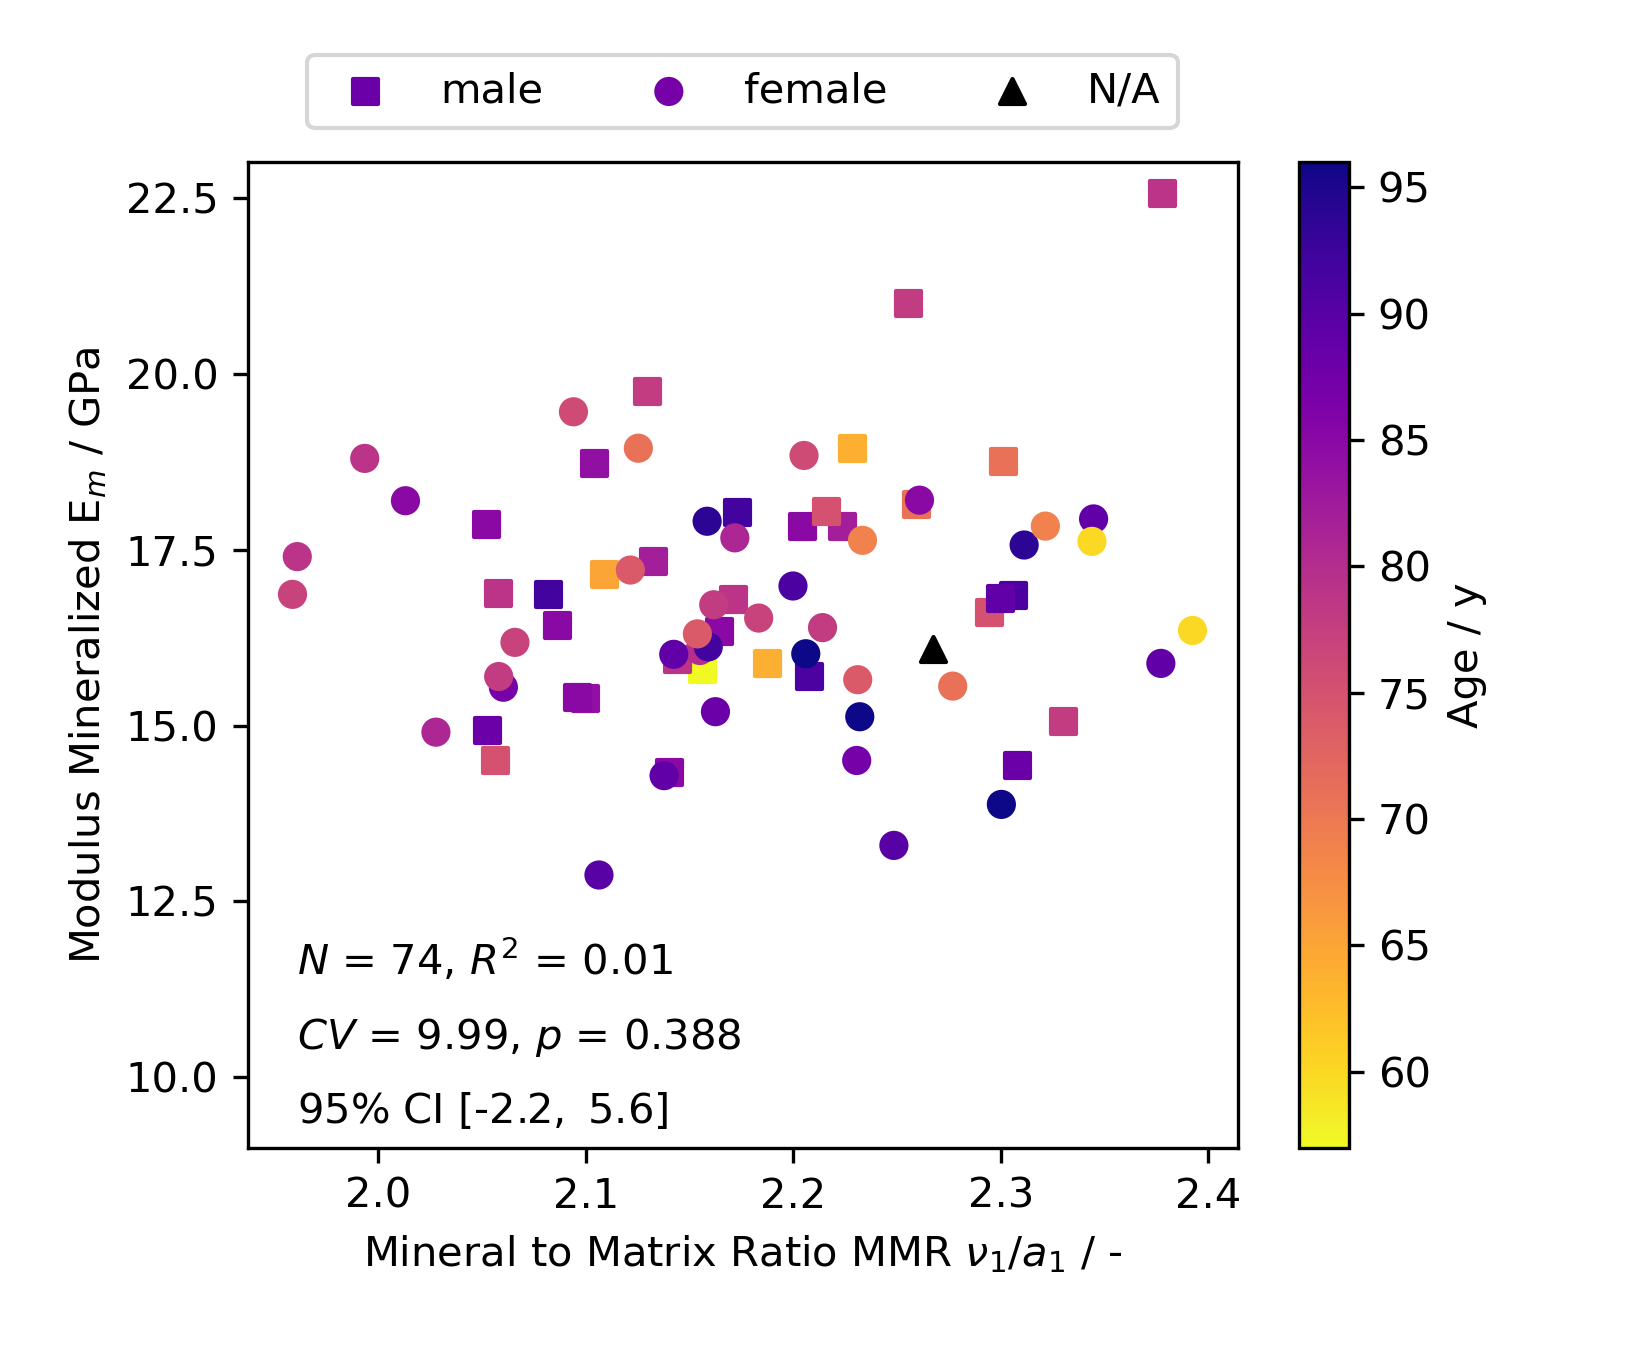 male female N/A
22.5
20.0
17.5
15.0
12.5
10.0
Modulus Mineralized Eₘ / GPa
N = 74, R² = 0.01
CV = 9.99, p = 0.388
95% CI [-2.2, 5.6]
2.0 2.1 2.2 2.3 2.4
Mineral to Matrix Ratio MMR ν₁/a₁ / -
95
90
85
80
75
70
65
60
Age / y